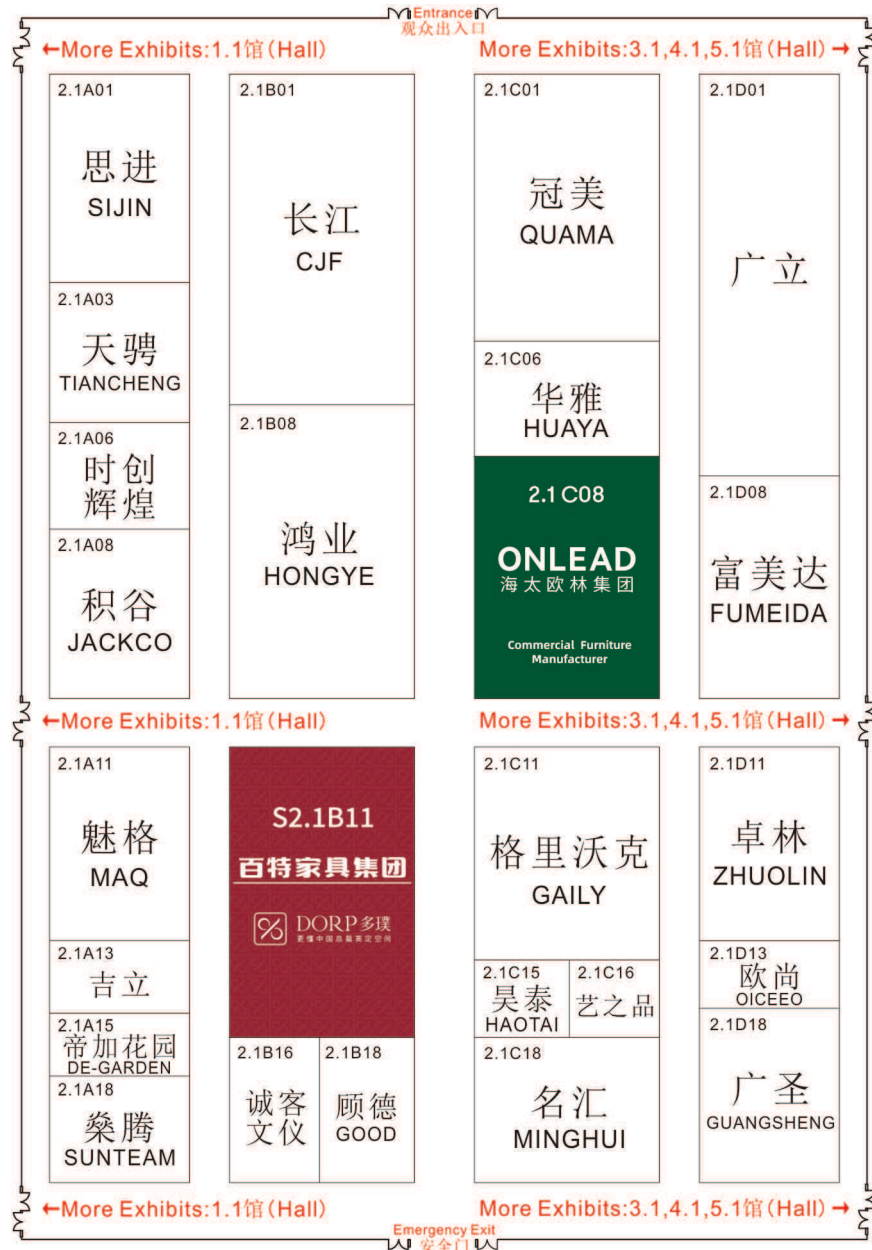 Entrance
观众出入口
←More Exhibits:1.1馆(Hall)
More Exhibits:3.1,4.1,5.1馆(Hall)→
2.1A01
思进
SIJIN
2.1A03
天骋
TIANCHENG
2.1A06
时创
辉煌
2.1A08
积谷
JACKCO
2.1B01
长江
CJF
2.1B08
鸿业
HONGYE
2.1C01
冠美
QUAMA
2.1C06
华雅
HUAYA
2.1 C08
ONLEAD
海太欧林集团
Commercial Furniture
Manufacturer
2.1D01
广立
2.1D08
富美达
FUMEIDA
←More Exhibits:1.1馆(Hall)
More Exhibits:3.1,4.1,5.1馆(Hall)→
2.1A11
魅格
MAQ
2.1A13
吉立
2.1A15
帝加花园
DE-GARDEN
2.1A18
燊腾
SUNTEAM
S2.1B11
百特家具集团
DORP多璞
更懂中国总裁高定空间
2.1B16
诚客
文仪
2.1B18
顾德
GOOD
2.1C11
格里沃克
GAILY
2.1C15
昊泰
HAOTAI
2.1C16
艺之品
2.1C18
名汇
MINGHUI
2.1D11
卓林
ZHUOLIN
2.1D13
欧尚
OICEEO
2.1D18
广圣
GUANGSHENG
←More Exhibits:1.1馆(Hall)
More Exhibits:3.1,4.1,5.1馆(Hall)→
Emergency Exit
安全门